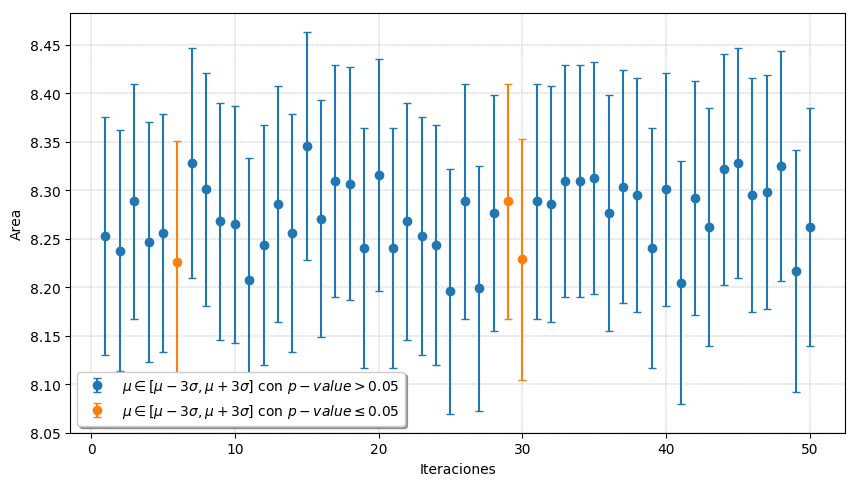 Area
8.45
8.40
8.35
8.30
8.25
8.20
8.15
8.10
8.05
μ ∈ [μ − 3σ, μ + 3σ] con p − value > 0.05
μ ∈ [μ − 3σ, μ + 3σ] con p − value ≤ 0.05
0 10 20 30 40 50
Iteraciones